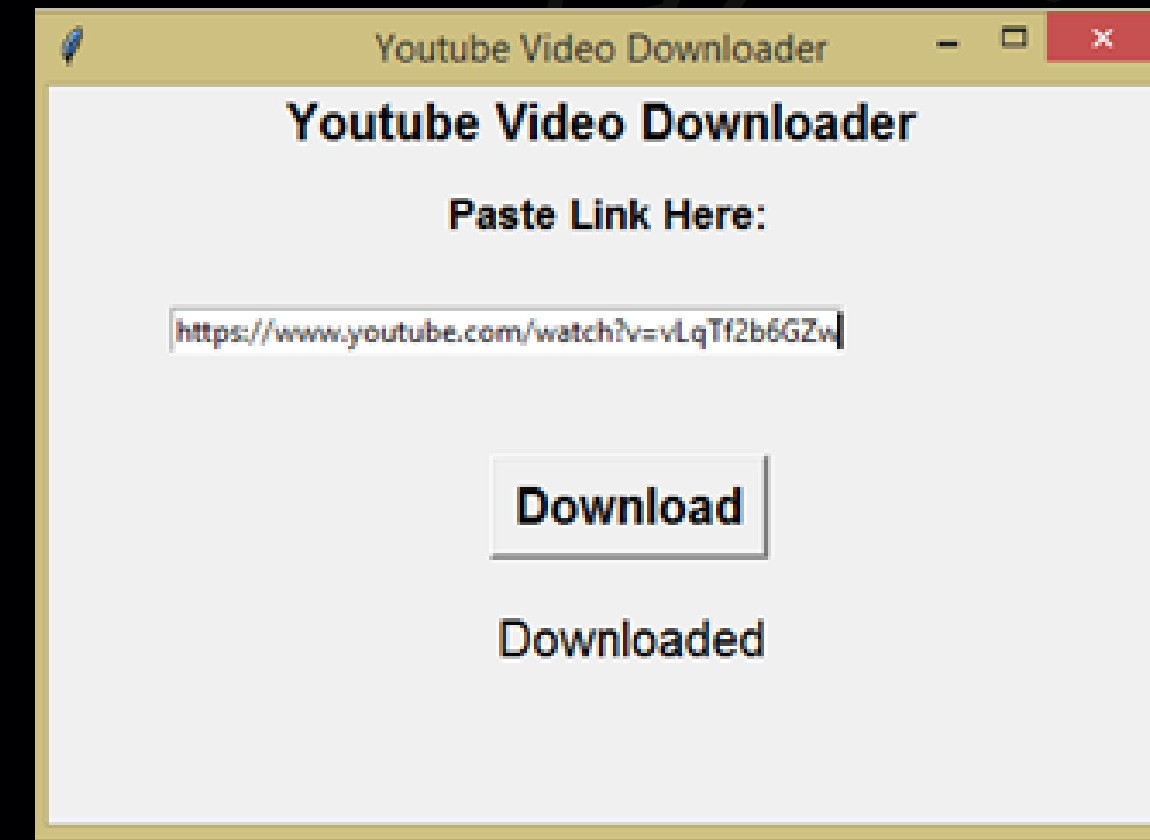 Youtube Video Downloader
Youtube Video Downloader
Paste Link Here:
https://www.youtube.com/watch?v=vLqTf2b6GZw
Download
Downloaded